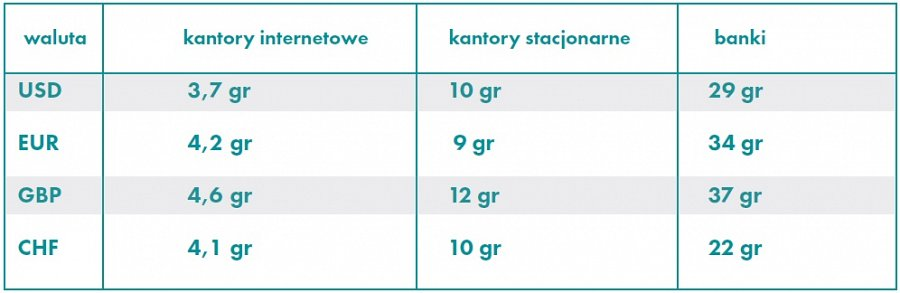 waluta kantory internetowe kantory stacjonarne banki
USD 3,7 gr 10 gr 29 gr
EUR 4,2 gr 9 gr 34 gr
GBP 4,6 gr 12 gr 37 gr
CHF 4,1 gr 10 gr 22 gr